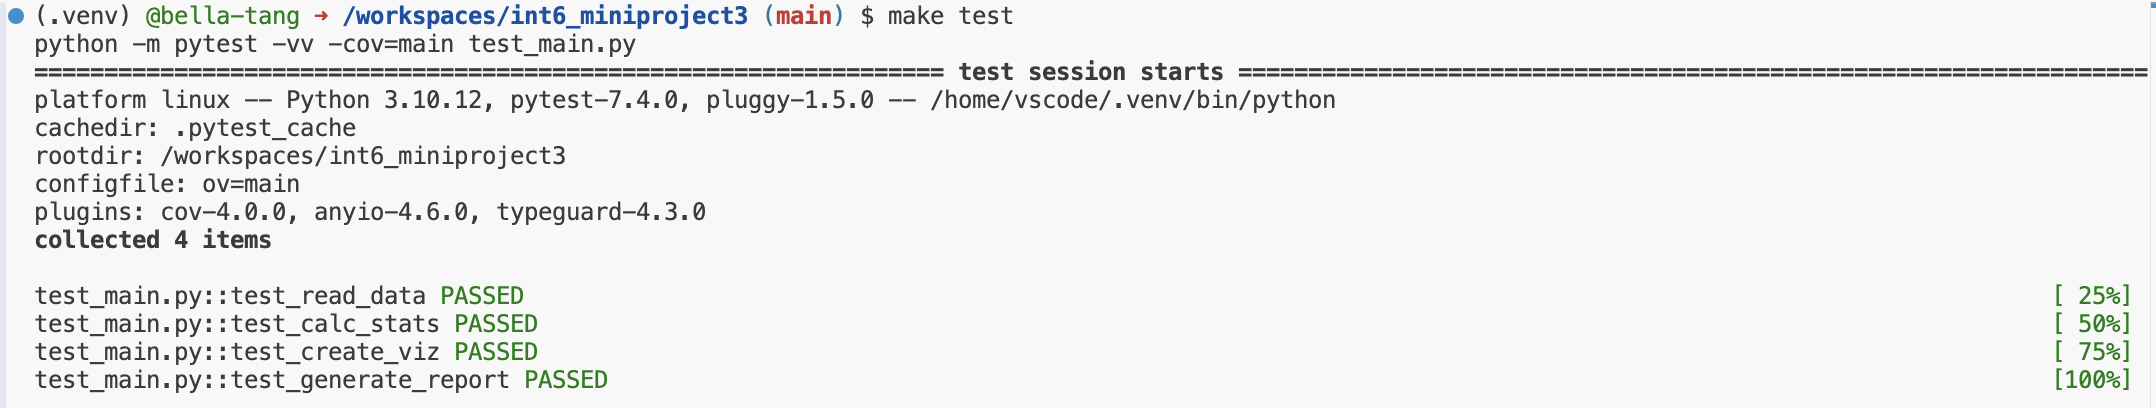 (.venv) @bella-tang → /workspaces/int6_miniproject3 (main) $ make test
python -m pytest -vv -cov=main test_main.py
================================================================= test session starts =================================================================
platform linux -- Python 3.10.12, pytest-7.4.0, pluggy-1.5.0 -- /home/vscode/.venv/bin/python
cachedir: .pytest_cache
rootdir: /workspaces/int6_miniproject3
configfile: ov=main
plugins: cov-4.0.0, anyio-4.6.0, typeguard-4.3.0
collected 4 items
test_main.py::test_read_data PASSED [ 25%]
test_main.py::test_calc_stats PASSED [ 50%]
test_main.py::test_create_viz PASSED [ 75%]
test_main.py::test_generate_report PASSED [100%]